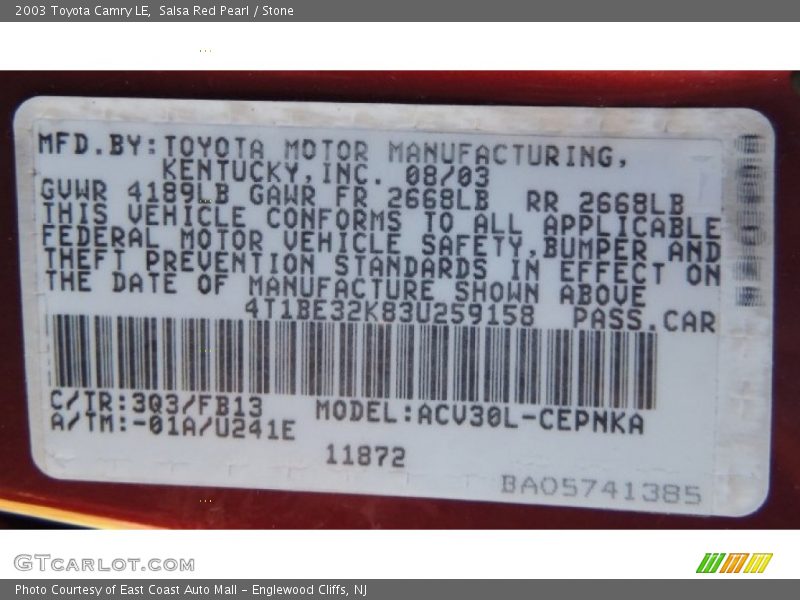 2003 Toyota Camry LE,  Salsa Red Pearl / Stone
MFD.BY:TOYOTA MOTOR MANUFACTURING,
KENTUCKY,INC. 08/03
GVWR 4189LB GAWR FR 2668LB RR 2668LB
THIS VEHICLE CONFORMS TO ALL APPLICABLE
FEDERAL MOTOR VEHICLE SAFETY,BUMPER AND
THEFT PREVENTION STANDARDS IN EFFECT ON
THE DATE OF MANUFACTURE SHOWN ABOVE
4T1BE32K83U259158 PASS.CAR
C/TR:3Q3/FB13 MODEL:ACV30L-CEPNKA
A/TM:-01A/U241E
11872
BA05741385
GTCARLOT.COM
Photo Courtesy of East Coast Auto Mall – Englewood Cliffs, NJ